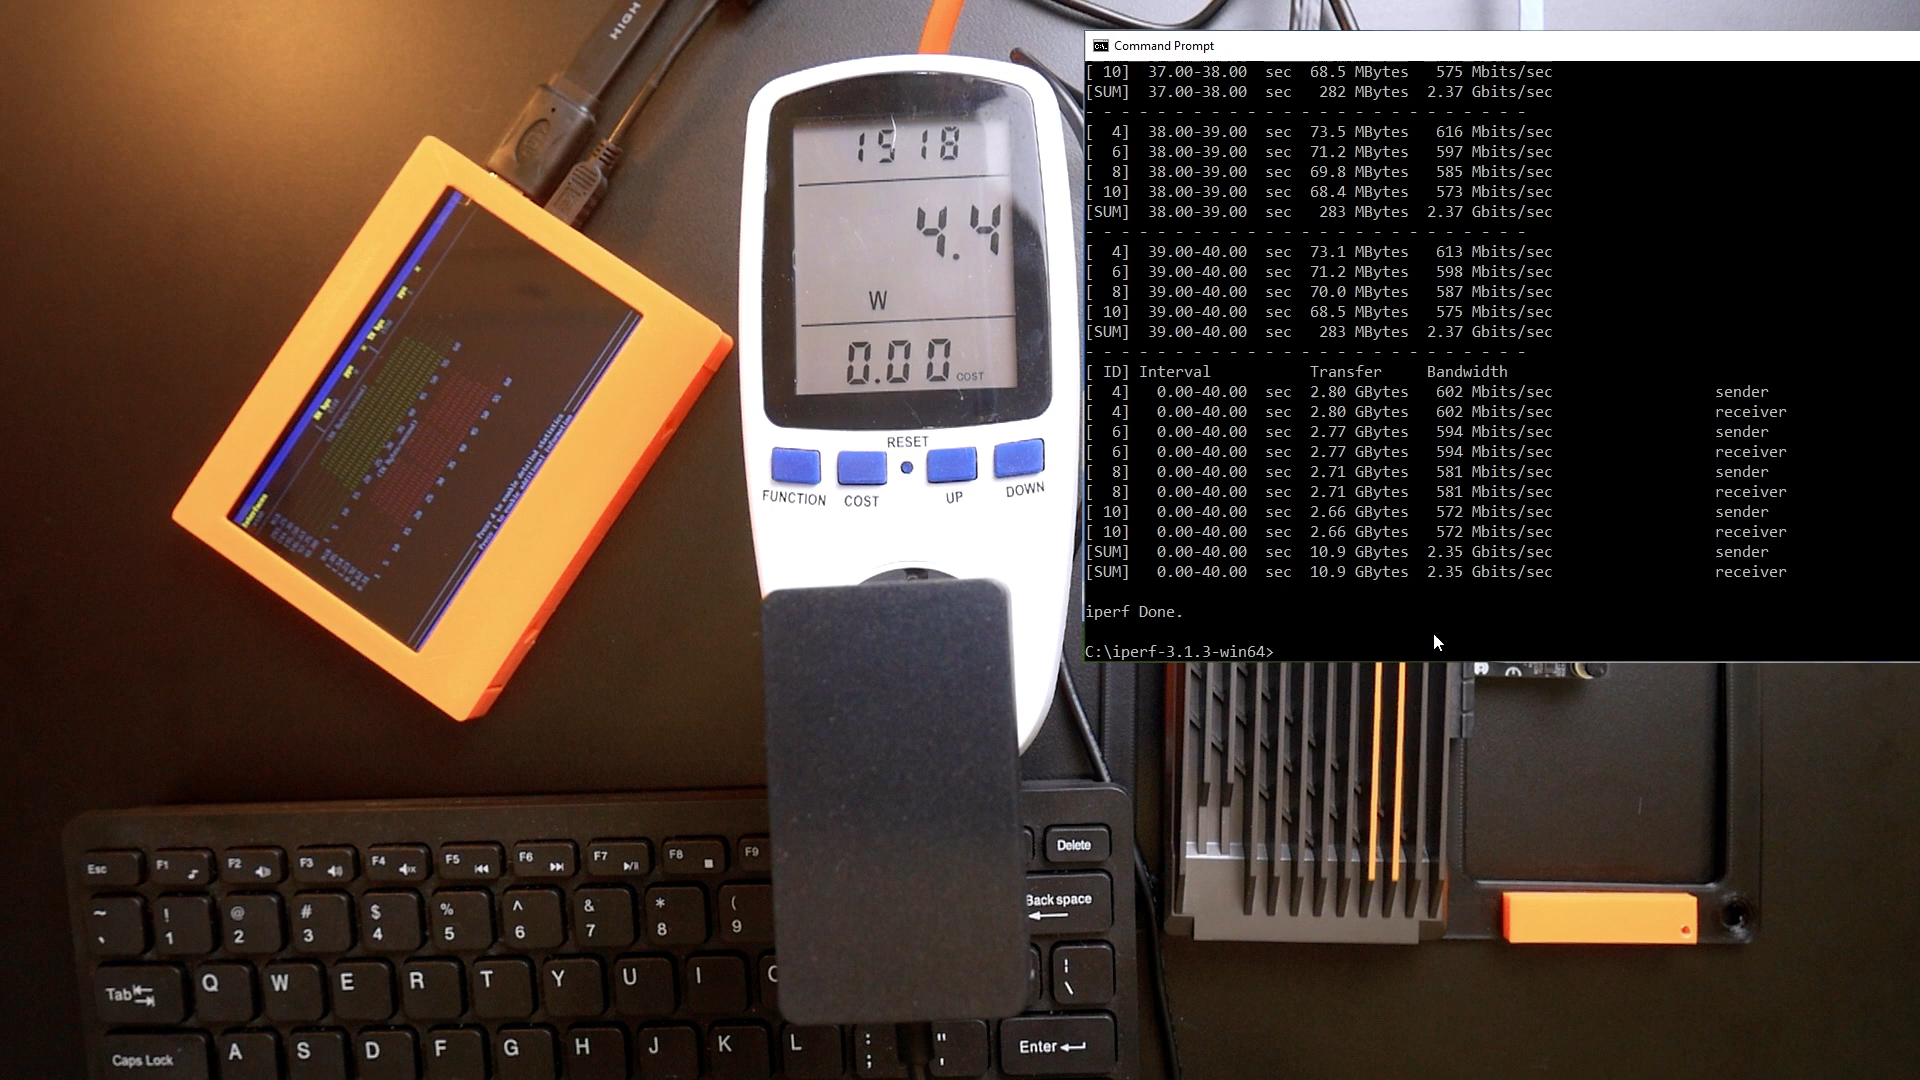 HIGH
1518
4.4
W
0.00 COST
RESET
FUNCTION COST UP DOWN
Interfaces
Press d to enable detailed statistics
Press i to enable additional information
Command Prompt
[ 10] 37.00-38.00 sec 68.5 MBytes 575 Mbits/sec
[SUM] 37.00-38.00 sec 282 MBytes 2.37 Gbits/sec
- - - - - - - - - - - - - - - - - - - - - - - - -
[ 4] 38.00-39.00 sec 73.5 MBytes 616 Mbits/sec
[ 6] 38.00-39.00 sec 71.2 MBytes 597 Mbits/sec
[ 8] 38.00-39.00 sec 69.8 MBytes 585 Mbits/sec
[ 10] 38.00-39.00 sec 68.4 MBytes 573 Mbits/sec
[SUM] 38.00-39.00 sec 283 MBytes 2.37 Gbits/sec
- - - - - - - - - - - - - - - - - - - - - - - - -
[ 4] 39.00-40.00 sec 73.1 MBytes 613 Mbits/sec
[ 6] 39.00-40.00 sec 71.2 MBytes 598 Mbits/sec
[ 8] 39.00-40.00 sec 70.0 MBytes 587 Mbits/sec
[ 10] 39.00-40.00 sec 68.5 MBytes 575 Mbits/sec
[SUM] 39.00-40.00 sec 283 MBytes 2.37 Gbits/sec
- - - - - - - - - - - - - - - - - - - - - - - - -
[ ID] Interval Transfer Bandwidth
[ 4] 0.00-40.00 sec 2.80 GBytes 602 Mbits/sec sender
[ 4] 0.00-40.00 sec 2.80 GBytes 602 Mbits/sec receiver
[ 6] 0.00-40.00 sec 2.77 GBytes 594 Mbits/sec sender
[ 6] 0.00-40.00 sec 2.77 GBytes 594 Mbits/sec receiver
[ 8] 0.00-40.00 sec 2.71 GBytes 581 Mbits/sec sender
[ 8] 0.00-40.00 sec 2.71 GBytes 581 Mbits/sec receiver
[ 10] 0.00-40.00 sec 2.66 GBytes 572 Mbits/sec sender
[ 10] 0.00-40.00 sec 2.66 GBytes 572 Mbits/sec receiver
[SUM] 0.00-40.00 sec 10.9 GBytes 2.35 Gbits/sec sender
[SUM] 0.00-40.00 sec 10.9 GBytes 2.35 Gbits/sec receiver
iperf Done.
C:\iperf-3.1.3-win64>
Esc F1 F2 F3 F4 F5 F6 F7 F8 F9 Delete
~ ! @ # $ % ^ & * (
` 1 2 3 4 5 6 7 8 9 Back space
Tab Q W E R T Y U I | \
Caps Lock A S D F G H J K L : ; " ' Enter